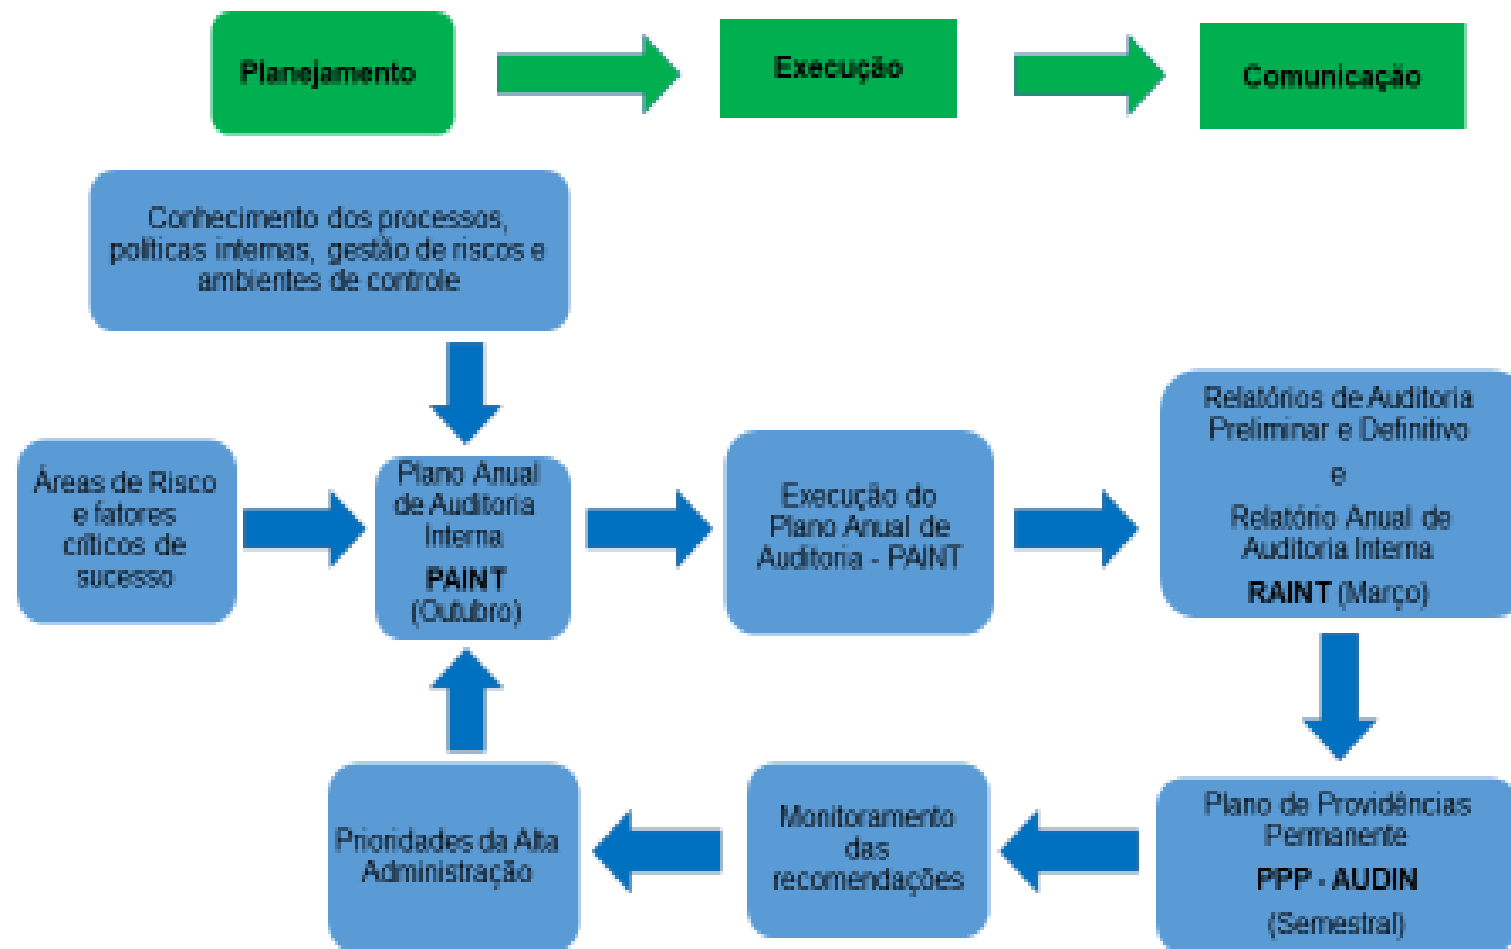 Planejamento
Execução
Comunicação
Conhecimento dos processos,
políticas internas, gestão de riscos e
ambientes de controle
Áreas de Risco
e fatores
críticos de
sucesso
Plano Anual
de Auditoria
Interna
PAINT
(Outubro)
Execução do
Plano Anual de
Auditoria - PAINT
Relatórios de Auditoria
Preliminar e Definitivo
e
Relatório Anual de
Auditoria Interna
RAINT (Março)
Prioridades da Alta
Administração
Monitoramento
das
recomendações
Plano de Providências
Permanente
PPP - AUDIN
(Semestral)